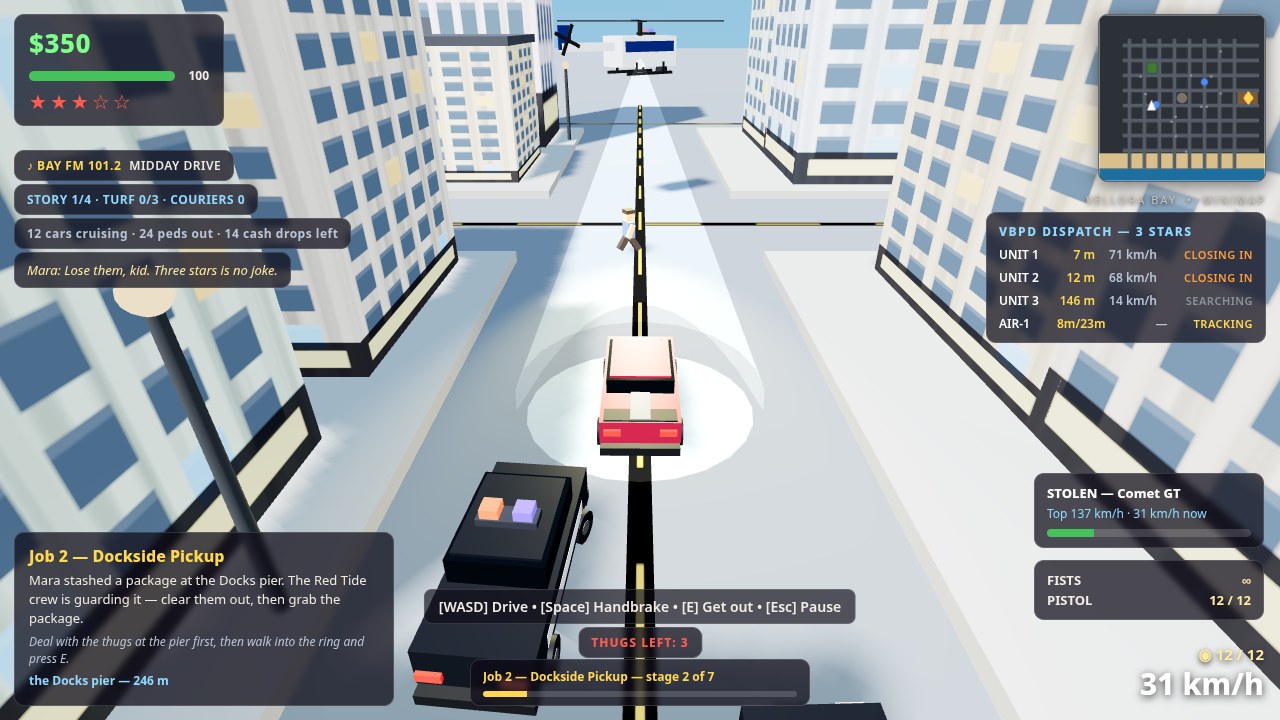 $350
100
★★★☆☆
♪ BAY FM 101.2 MIDDAY DRIVE
STORY 1/4 · TURF 0/3 · COURIERS 0
12 cars cruising · 24 peds out · 14 cash drops left
Mara: Lose them, kid. Three stars is no joke.
VELLORA BAY • MINIMAP
VBPD DISPATCH — 3 STARS
UNIT 1 7 m 71 km/h CLOSING IN
UNIT 2 12 m 68 km/h CLOSING IN
UNIT 3 146 m 14 km/h SEARCHING
AIR-1 8m/23m — TRACKING
STOLEN — Comet GT
Top 137 km/h · 31 km/h now
FISTS ∞
PISTOL 12 / 12
◉ 12 / 12
31 km/h
Job 2 — Dockside Pickup
Mara stashed a package at the Docks pier. The Red Tide
crew is guarding it — clear them out, then grab the
package.
Deal with the thugs at the pier first, then walk into the ring and
press E.
the Docks pier — 246 m
[WASD] Drive • [Space] Handbrake • [E] Get out • [Esc] Pause
THUGS LEFT: 3
Job 2 — Dockside Pickup — stage 2 of 7